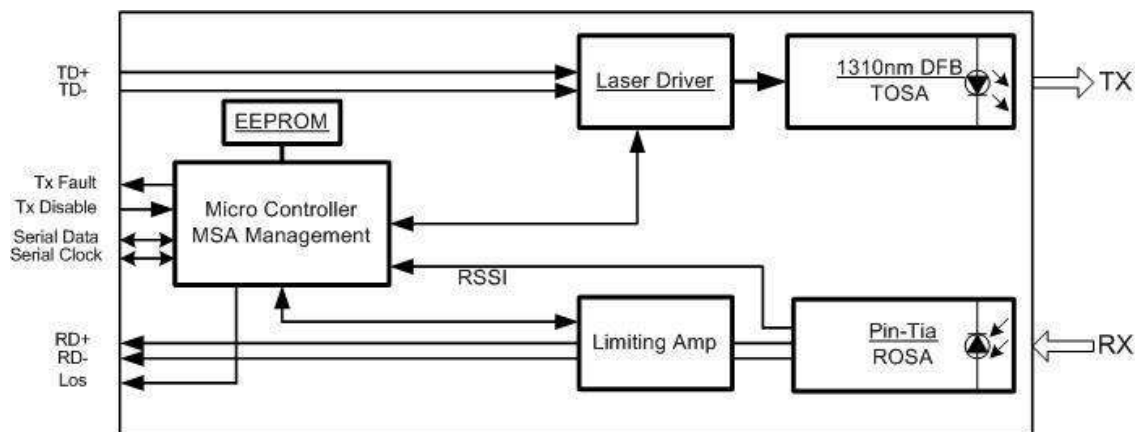 TD+
TD-
Laser Driver
1310nm DFB
TOSA
TX
EEPROM
Tx Fault
Tx Disable
Serial Data
Serial Clock
Micro Controller
MSA Management
RSSI
RD+
RD-
Los
Limiting Amp
Pin-Tia
ROSA
RX